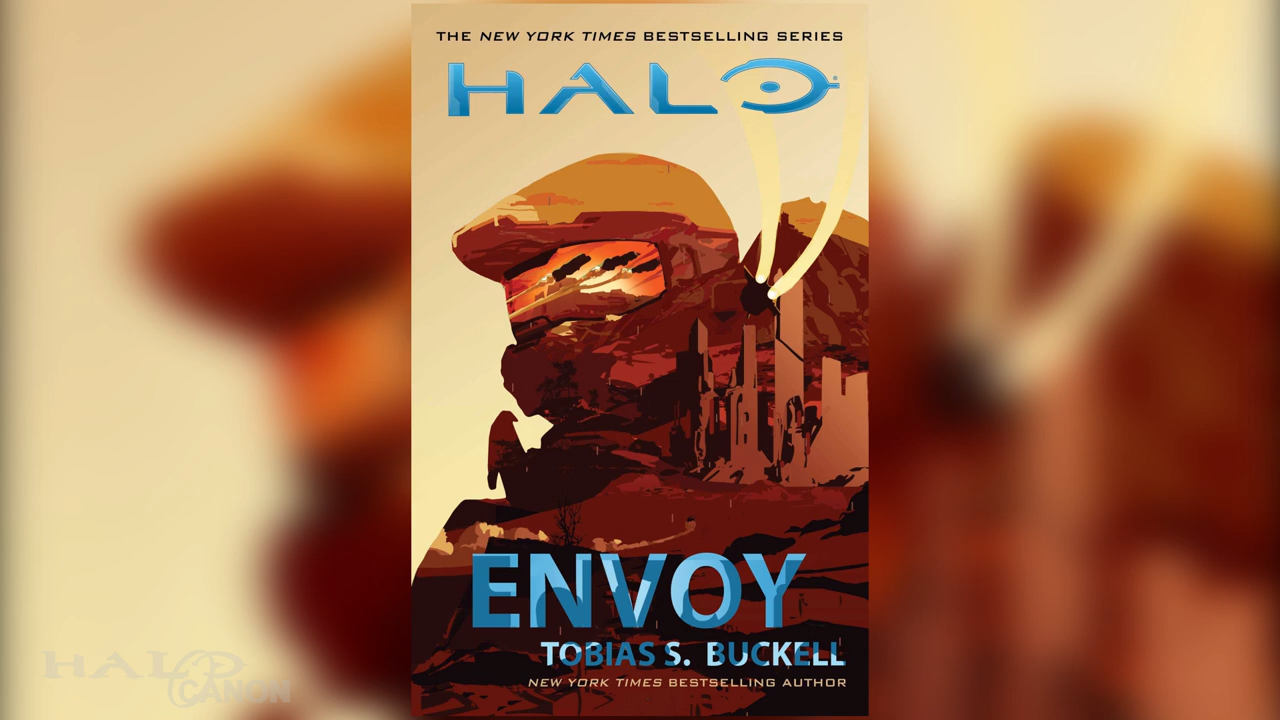 THE NEW YORK TIMES BESTSELLING SERIES
HALO®
ENVOY
TOBIAS S. BUCKELL
NEW YORK TIMES BESTSELLING AUTHOR
HALO
CANON